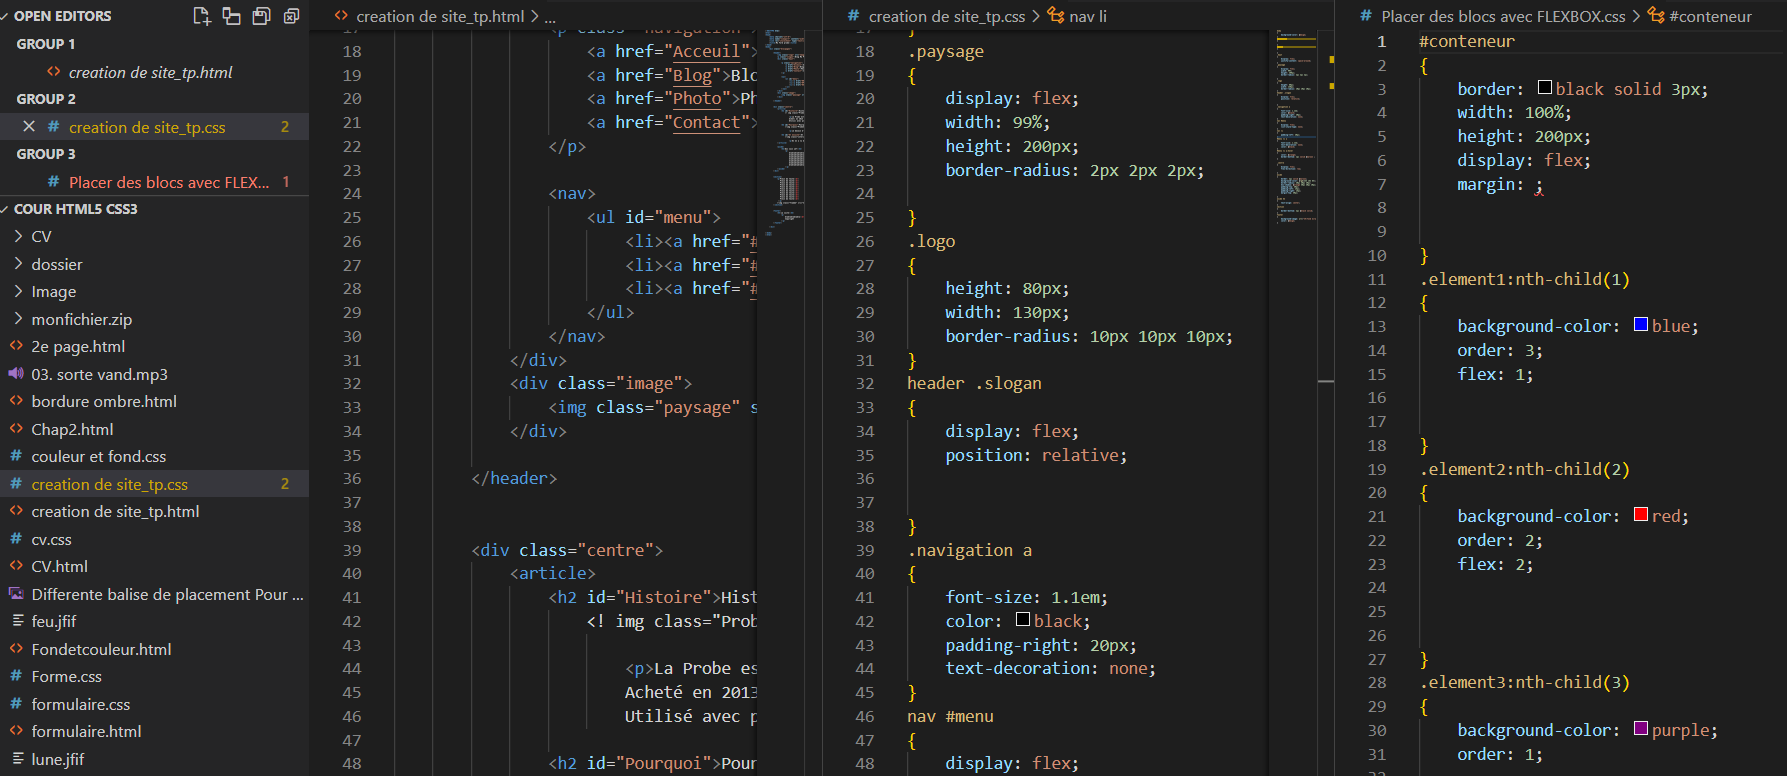 OPEN EDITORS
GROUP 1
creation de site_tp.html
GROUP 2
creation de site_tp.css 2
GROUP 3
Placer des blocs avec FLEX... 1
COUR HTML5 CSS3
CV
dossier
Image
monfichier.zip
2e page.html
03. sorte vand.mp3
bordure ombre.html
Chap2.html
couleur et fond.css
creation de site_tp.css 2
creation de site_tp.html
cv.css
CV.html
Differente balise de placement Pour ...
feu.jfif
Fondetcouleur.html
Forme.css
formulaire.css
formulaire.html
lune.jfif
creation de site_tp.html > ...
17 <p class="navigation">
18 <a href="Acceuil">
19 <a href="Blog">Blo
20 <a href="Photo">Ph
21 <a href="Contact">
22 </p>
23
24 <nav>
25 <ul id="menu">
26 <li><a href="#
27 <li><a href="#
28 <li><a href="#
29 </ul>
30 </nav>
31 </div>
32 <div class="image">
33 <img class="paysage" s
34 </div>
35
36 </header>
37
38
39 <div class="centre">
40 <article>
41 <h2 id="Histoire">Hist
42 <! img class="Prob
43
44 <p>La Probe es
45 Acheté en 2013
46 Utilisé avec p
47
48 <h2 id="Pourquoi">Pour
creation de site_tp.css > nav li
17 }
18 .paysage
19 {
20 display: flex;
21 width: 99%;
22 height: 200px;
23 border-radius: 2px 2px 2px;
24
25 }
26 .logo
27 {
28 height: 80px;
29 width: 130px;
30 border-radius: 10px 10px 10px;
31 }
32 header .slogan
33 {
34 display: flex;
35 position: relative;
36
37
38 }
39 .navigation a
40 {
41 font-size: 1.1em;
42 color: black;
43 padding-right: 20px;
44 text-decoration: none;
45 }
46 nav #menu
47 {
48 display: flex;
Placer des blocs avec FLEXBOX.css > #conteneur
1 #conteneur
2 {
3 border: black solid 3px;
4 width: 100%;
5 height: 200px;
6 display: flex;
7 margin: ;
8
9
10 }
11 .element1:nth-child(1)
12 {
13 background-color: blue;
14 order: 3;
15 flex: 1;
16
17
18 }
19 .element2:nth-child(2)
20 {
21 background-color: red;
22 order: 2;
23 flex: 2;
24
25
26
27 }
28 .element3:nth-child(3)
29 {
30 background-color: purple;
31 order: 1;